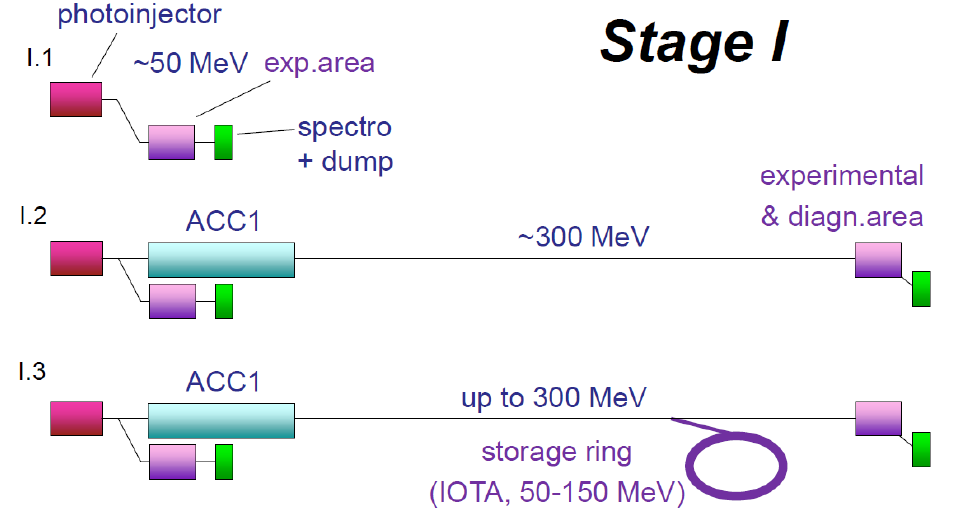 photoinjector
Stage I
I.1
~50 MeV exp.area
spectro
+ dump
experimental
& diagn.area
I.2
ACC1
~300 MeV
I.3
ACC1
up to 300 MeV
storage ring
(IOTA, 50-150 MeV)